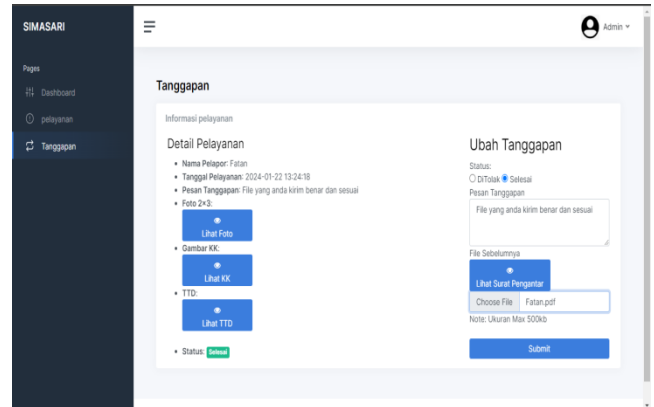 SIMASARI
Admin
Pages
Dashboard
pelayanan
Tanggapan
Tanggapan
Informasi pelayanan
Detail Pelayanan
• Nama Pelapor: Fatan
• Tanggal Pelayanan: 2024-01-22 13:24:18
• Pesan Tanggapan: File yang anda kirim benar dan sesuai
• Foto 2×3:
Lihat Foto
• Gambar KK:
Lihat KK
• TTD:
Lihat TTD
• Status: Selesai
Ubah Tanggapan
Status:
DiTolak Selesai
Pesan Tanggapan
File yang anda kirim benar dan sesuai
File Sebelumnya
Lihat Surat Pengantar
Choose File Fatan.pdf
Note: Ukuran Max 500kb
Submit